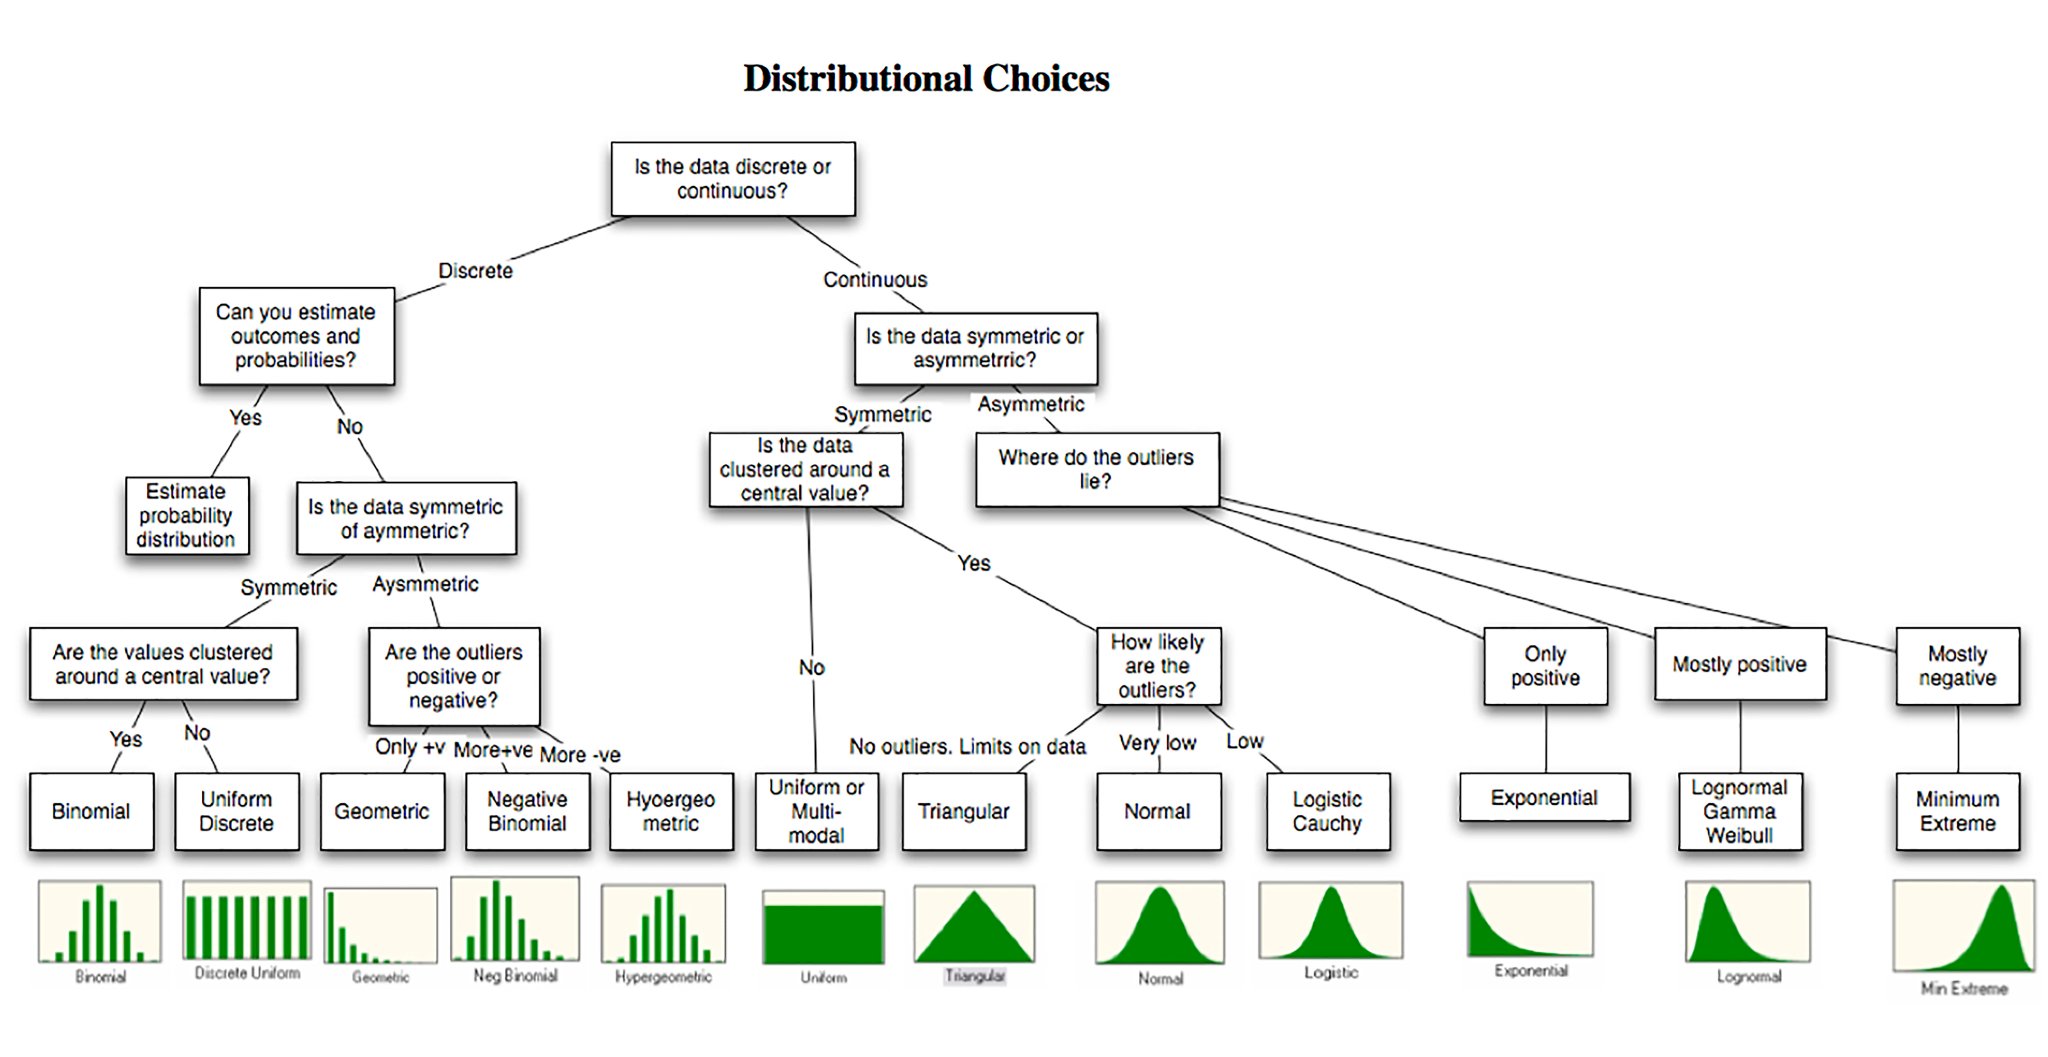 Distributional Choices
Is the data discrete or
continuous?
Discrete
Continuous
Can you estimate
outcomes and
probabilities?
Is the data symmetric or
asymmetrric?
Yes
No
Symmetric
Asymmetric
Estimate
probability
distribution
Is the data symmetric
of aymmetric?
Is the data
clustered around a
central value?
Where do the outliers
lie?
Symmetric
Aysmmetric
No
Yes
Are the values clustered
around a central value?
Are the outliers
positive or
negative?
How likely
are the
outliers?
Only
positive
Mostly positive
Mostly
negative
Yes
No
Only +v
More+ve
More -ve
No outliers. Limits on data
Very low
Low
Binomial
Uniform
Discrete
Geometric
Negative
Binomial
Hyoergeo
metric
Uniform or
Multi-
modal
Triangular
Normal
Logistic
Cauchy
Exponential
Lognormal
Gamma
Weibull
Minimum
Extreme
Binomial
Discrete Uniform
Geometric
Neg Binomial
Hypergeometric
Uniform
Triangular
Normal
Logistic
Exponential
Lognormal
Min Extreme